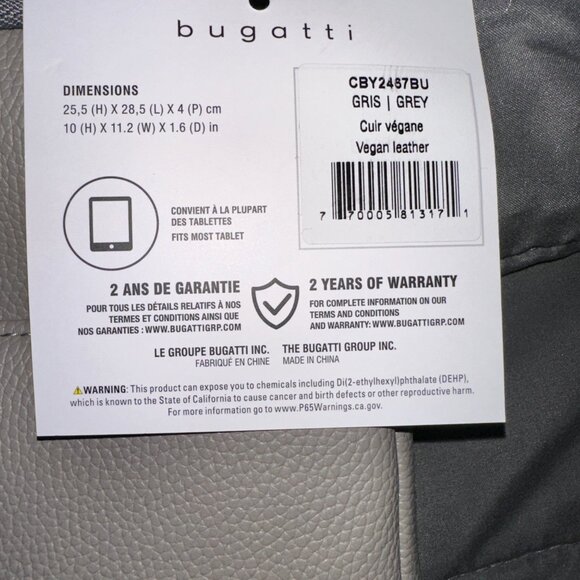 bugatti
DIMENSIONS
25,5 (H) X 28,5 (L) X 4 (P) cm
10 (H) X 11.2 (W) X 1.6 (D) in
CBY2467BU
GRIS | GREY
Cuir végane
Vegan leather
7 70005 81317 1
CONVIENT À LA PLUPART
DES TABLETTES
FITS MOST TABLET
2 ANS DE GARANTIE
POUR TOUS LES DÉTAILS RELATIFS À NOS
TERMES ET CONDITIONS AINSI QUE
NOS GARANTIES : WWW.BUGATTIGRP.COM
2 YEARS OF WARRANTY
FOR COMPLETE INFORMATION ON OUR
TERMS AND CONDITIONS
AND WARRANTY: WWW.BUGATTIGRP.COM
LE GROUPE BUGATTI INC.
FABRIQUÉ EN CHINE
THE BUGATTI GROUP INC.
MADE IN CHINA
⚠WARNING: This product can expose you to chemicals including Di(2-ethylhexyl)phthalate (DEHP),
which is known to the State of California to cause cancer and birth defects or other reproductive harm.
For more information go to www.P65Warnings.ca.gov.